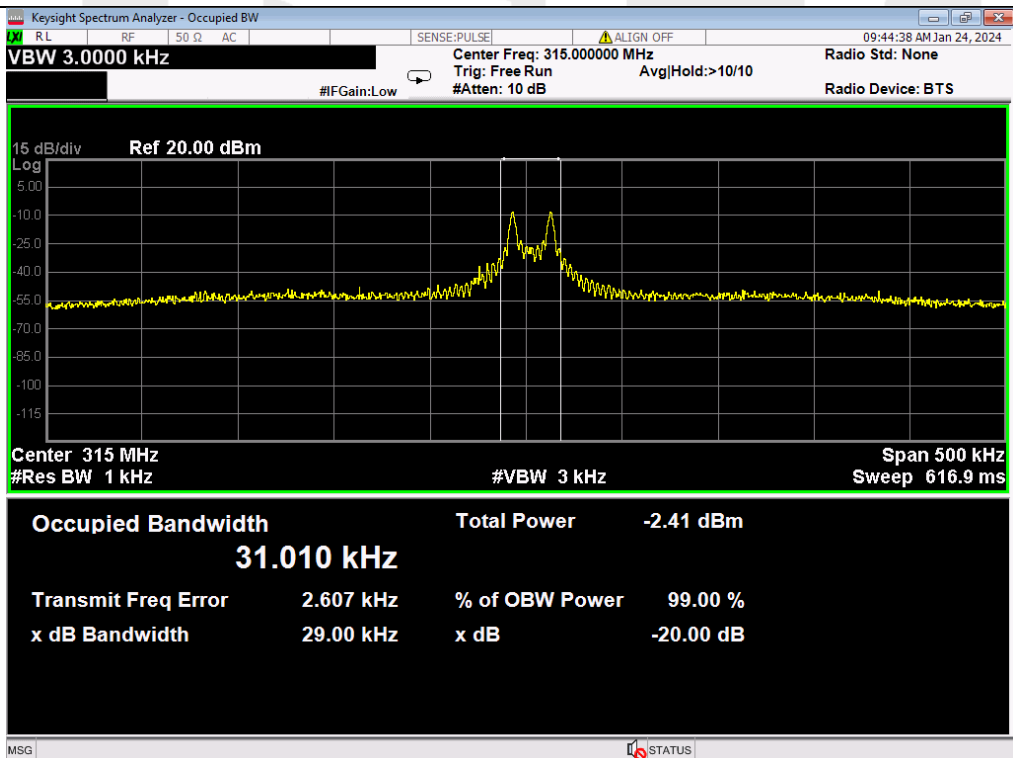 Keysight Spectrum Analyzer - Occupied BW
LXI RL RF 50 Ω AC SENSE:PULSE ALIGN OFF 09:44:38 AM Jan 24, 2024
VBW 3.0000 kHz
#IFGain:Low
Center Freq: 315.000000 MHz
Trig: Free Run Avg|Hold:>10/10
#Atten: 10 dB
Radio Std: None
Radio Device: BTS
15 dB/div Ref 20.00 dBm
Log
5.00
-10.0
-25.0
-40.0
-55.0
-70.0
-85.0
-100
-115
Center 315 MHz Span 500 kHz
#Res BW 1 kHz #VBW 3 kHz Sweep 616.9 ms
Occupied Bandwidth Total Power -2.41 dBm
31.010 kHz
Transmit Freq Error 2.607 kHz % of OBW Power 99.00 %
x dB Bandwidth 29.00 kHz x dB -20.00 dB
MSG STATUS